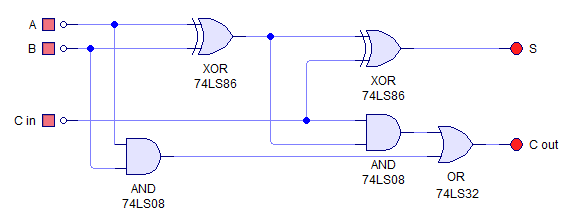 A
B
XOR
74LS86
S
XOR
74LS86
C in
C out
AND
74LS08
OR
74LS32
AND
74LS08